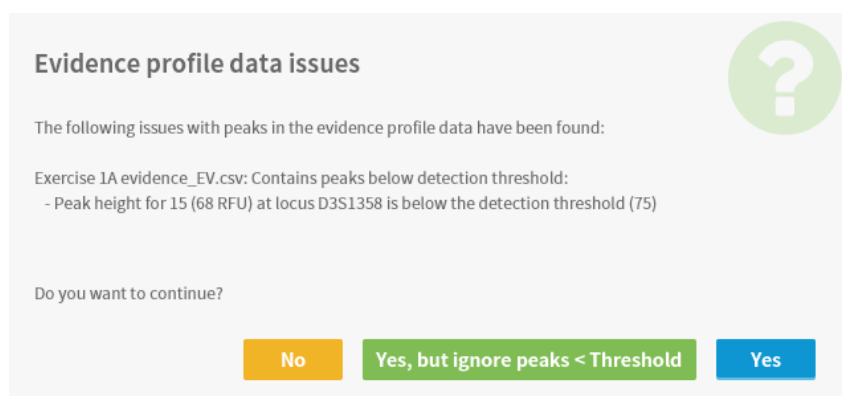 Evidence profile data issues
The following issues with peaks in the evidence profile data have been found:
Exercise 1A evidence_EV.csv: Contains peaks below detection threshold:
- Peak height for 15 (68 RFU) at locus D3S1358 is below the detection threshold (75)
Do you want to continue?
No
Yes, but ignore peaks < Threshold
Yes